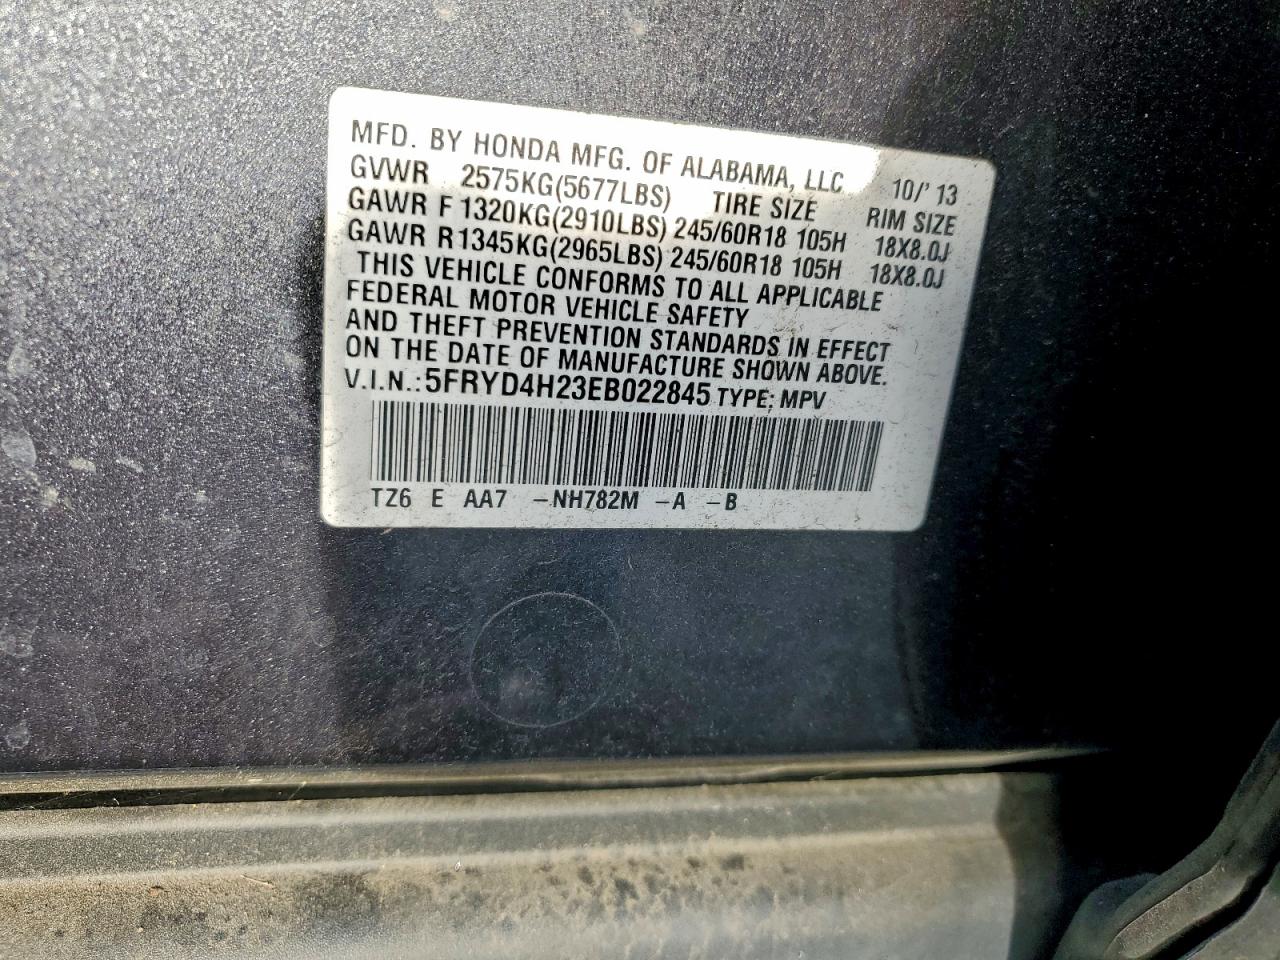 MFD. BY HONDA MFG. OF ALABAMA, LLC 10/'13
GVWR 2575KG(5677LBS) TIRE SIZE RIM SIZE
GAWR F 1320KG(2910LBS) 245/60R18 105H 18X8.0J
GAWR R1345KG(2965LBS) 245/60R18 105H 18X8.0J
THIS VEHICLE CONFORMS TO ALL APPLICABLE
FEDERAL MOTOR VEHICLE SAFETY
AND THEFT PREVENTION STANDARDS IN EFFECT
ON THE DATE OF MANUFACTURE SHOWN ABOVE.
V.I.N.:5FRYD4H23EB022845 TYPE: MPV
TZ6 E AA7 -NH782M -A -B